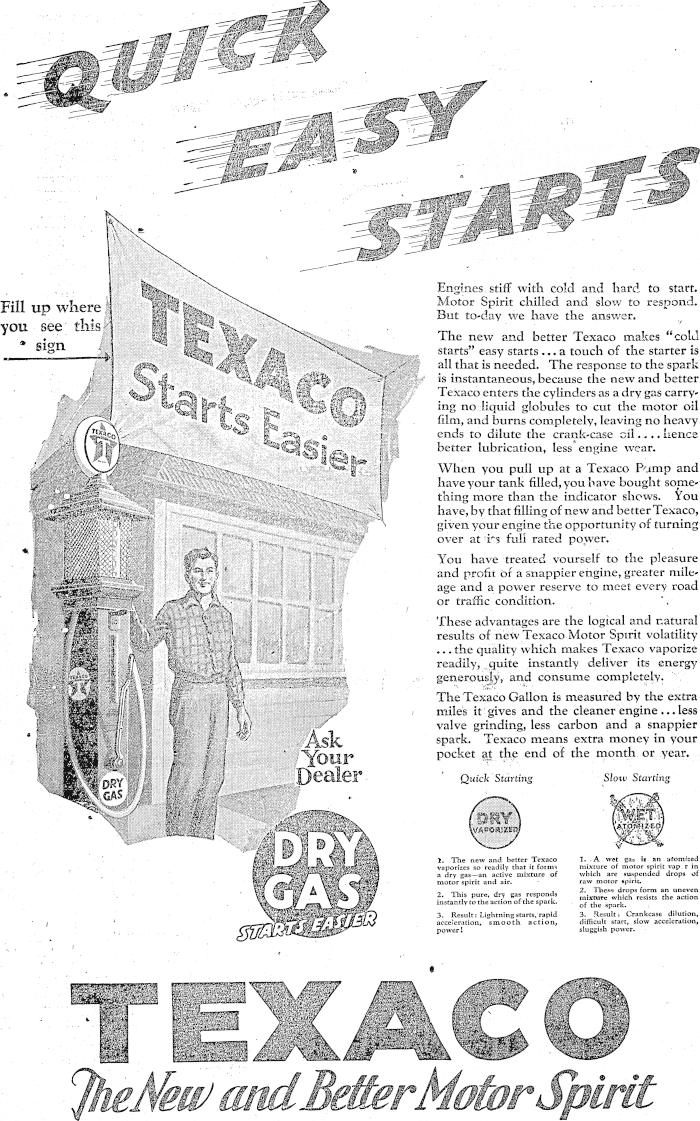 QUICK
EASY
STARTS
Fill up where
you see this
sign
TEXACO
Starts Easier
TEXACO
T
DRY
GAS
Ask
Your
Dealer
DRY
GAS
STARTS EASIER
Engines stiff with cold and hard to start.
Motor Spirit chilled and slow to respond.
But to-day we have the answer.
The new and better Texaco makes "cold
starts" easy starts...a touch of the starter is
all that is needed. The response to the spark
is instantaneous, because the new and better
Texaco enters the cylinders as a dry gas carry-
ing no liquid globules to cut the motor oil
film, and burns completely, leaving no heavy
ends to dilute the crank-case oil....hence
better lubrication, less engine wear.
When you pull up at a Texaco Pump and
have your tank filled, you have bought some-
thing more than the indicator shows. You
have, by that filling of new and better Texaco,
given your engine the opportunity of turning
over at its full rated power.
You have treated yourself to the pleasure
and profit of a snappier engine, greater mile-
age and a power reserve to meet every road
or traffic condition.
These advantages are the logical and natural
results of new Texaco Motor Spirit volatility
...the quality which makes Texaco vaporize
readily, quite instantly deliver its energy
generously, and consume completely.
The Texaco Gallon is measured by the extra
miles it gives and the cleaner engine...less
valve grinding, less carbon and a snappier
spark. Texaco means extra money in your
pocket at the end of the month or year.
Quick Starting
DRY
VAPORIZED
1. The new and better Texaco
vaporizes so readily that it forms
a dry gas—an active mixture of
motor spirit and air.
2. This pure, dry gas responds
instantly to the action of the spark.
3. Result: Lightning starts, rapid
acceleration, smooth action,
power!
Slow Starting
WET
ATOMIZED
1. A wet gas is an atomized
mixture of motor spirit vapor in
which are suspended drops of
raw motor spirit.
2. These drops form an uneven
mixture which resists the action
of the spark.
3. Result: Crankcase dilution,
difficult start, slow acceleration,
sluggish power.
TEXACO
The New and Better Motor Spirit